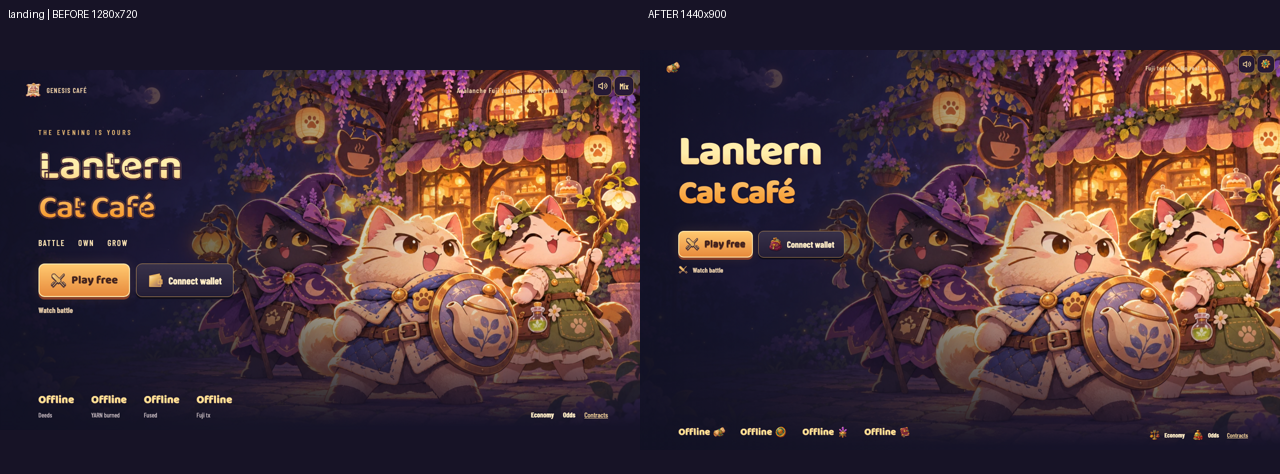 landing | BEFORE 1280x720
GENESIS CAFÉ
Avalanche Fuji
Mix
THE EVENING IS YOURS
Lantern
Cat Café
BATTLE OWN GROW
Play free
Connect wallet
Watch battle
Offline Offline Offline Offline
Deeds YARN burned Fused Fuji tx
Economy Odds Contracts
AFTER 1440x900
Lantern
Cat Café
Play free
Connect wallet
Watch battle
Offline Offline Offline Offline
Economy Odds Contracts